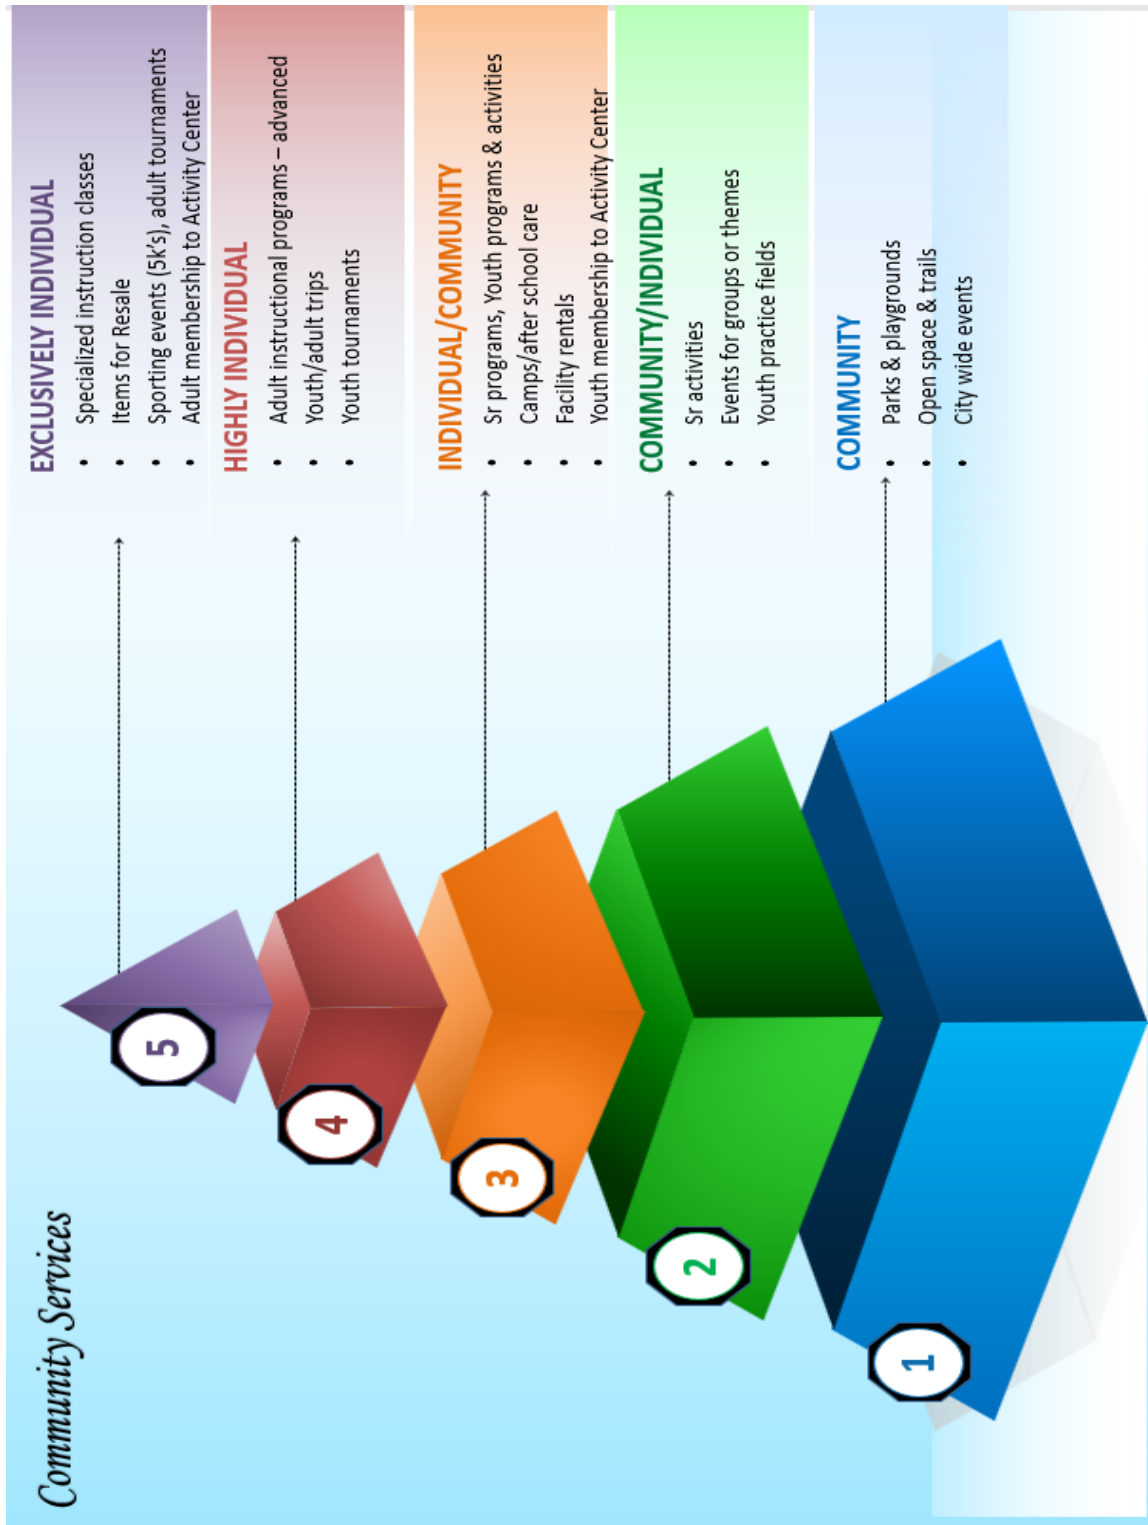 Community Services
5
EXCLUSIVELY INDIVIDUAL
• Specialized instruction classes
• Items for Resale
• Sporting events (5k's), adult tournaments
• Adult membership to Activity Center
4
HIGHLY INDIVIDUAL
• Adult instructional programs – advanced
• Youth/adult trips
• Youth tournaments
3
INDIVIDUAL/COMMUNITY
• Sr programs, Youth programs & activities
• Camps/after school care
• Facility rentals
• Youth membership to Activity Center
2
COMMUNITY/INDIVIDUAL
• Sr activities
• Events for groups or themes
• Youth practice fields
1
COMMUNITY
• Parks & playgrounds
• Open space & trails
• City wide events